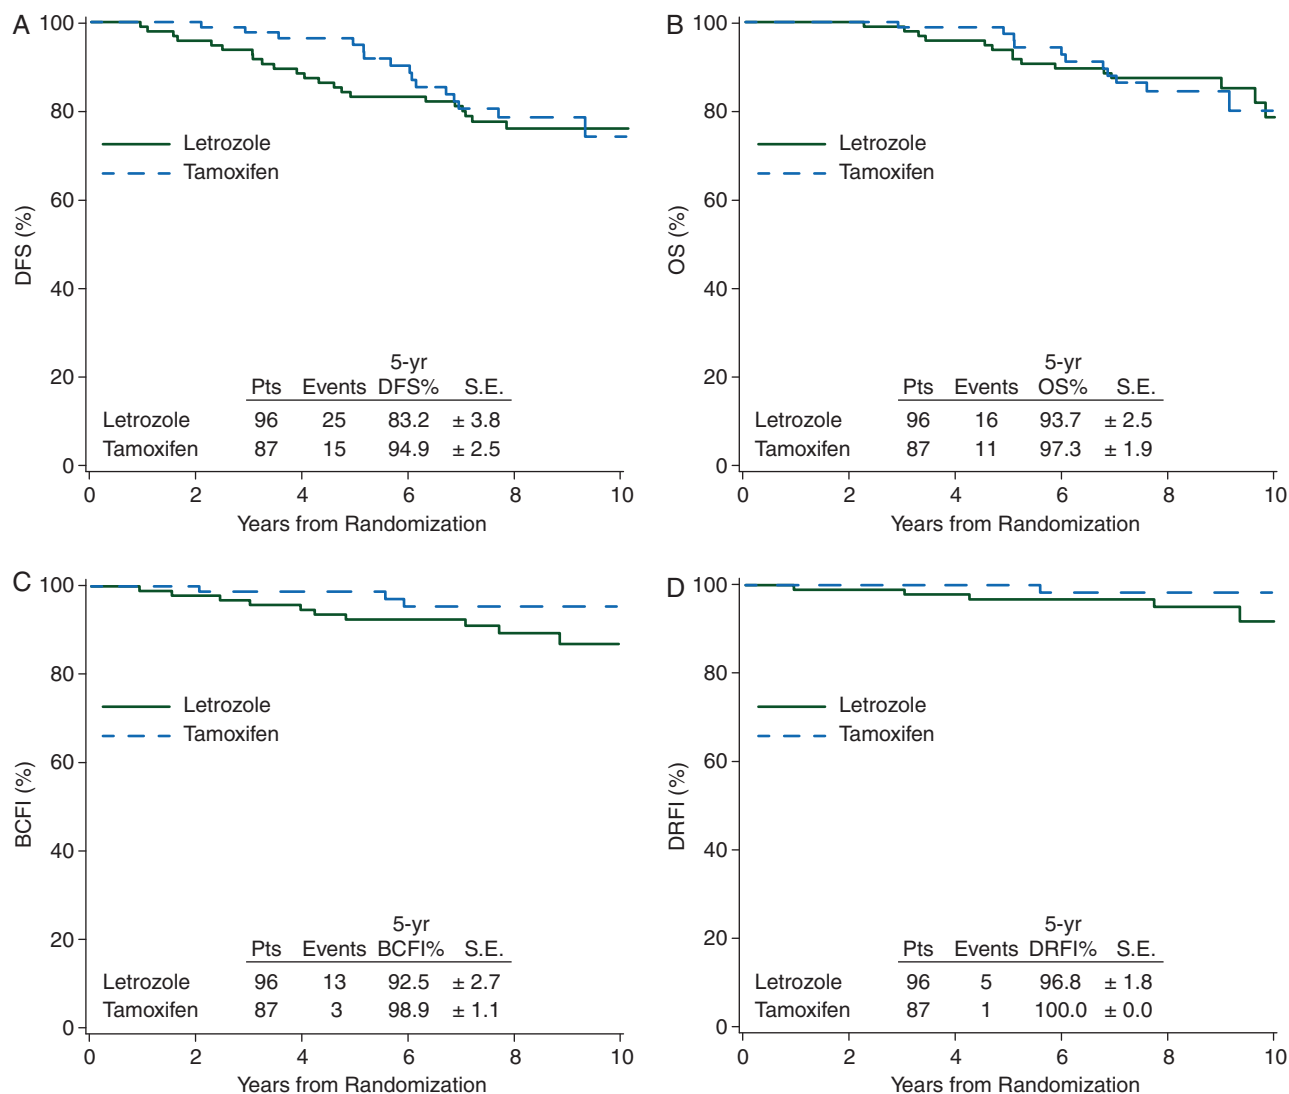 A
100
80
60
40
20
0
DFS (%)
Letrozole
Tamoxifen
5-yr
Pts Events DFS% S.E.
Letrozole 96 25 83.2 ± 3.8
Tamoxifen 87 15 94.9 ± 2.5
0 2 4 6 8 10
Years from Randomization
B
100
80
60
40
20
0
OS (%)
Letrozole
Tamoxifen
5-yr
Pts Events OS% S.E.
Letrozole 96 16 93.7 ± 2.5
Tamoxifen 87 11 97.3 ± 1.9
0 2 4 6 8 10
Years from Randomization
C
100
80
60
40
20
0
BCFI (%)
Letrozole
Tamoxifen
5-yr
Pts Events BCFI% S.E.
Letrozole 96 13 92.5 ± 2.7
Tamoxifen 87 3 98.9 ± 1.1
0 2 4 6 8 10
Years from Randomization
D
100
80
60
40
20
0
DRFI (%)
Letrozole
Tamoxifen
5-yr
Pts Events DRFI% S.E.
Letrozole 96 5 96.8 ± 1.8
Tamoxifen 87 1 100.0 ± 0.0
0 2 4 6 8 10
Years from Randomization